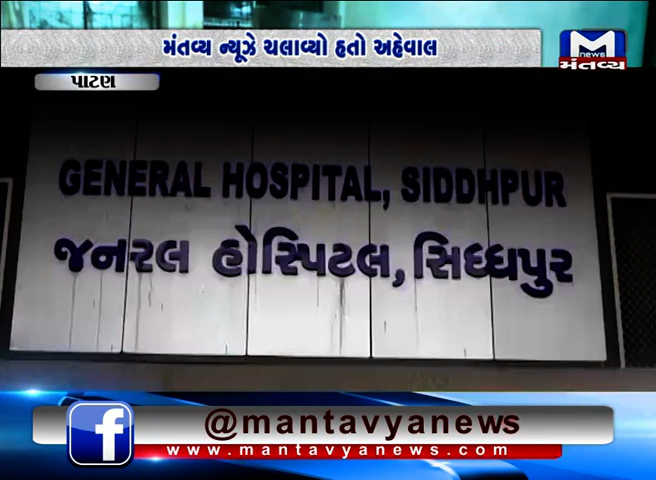 મંતવ્ય ન્યૂઝે ચલાવ્યો હતો અહેવાલ
M
news
મંતવ્ય
પાટણ
GENERAL HOSPITAL, SIDDHPUR
જનરલ હોસ્પિટલ, સિધ્ધપુર
f
@mantavyanews
www.mantavyanews.com